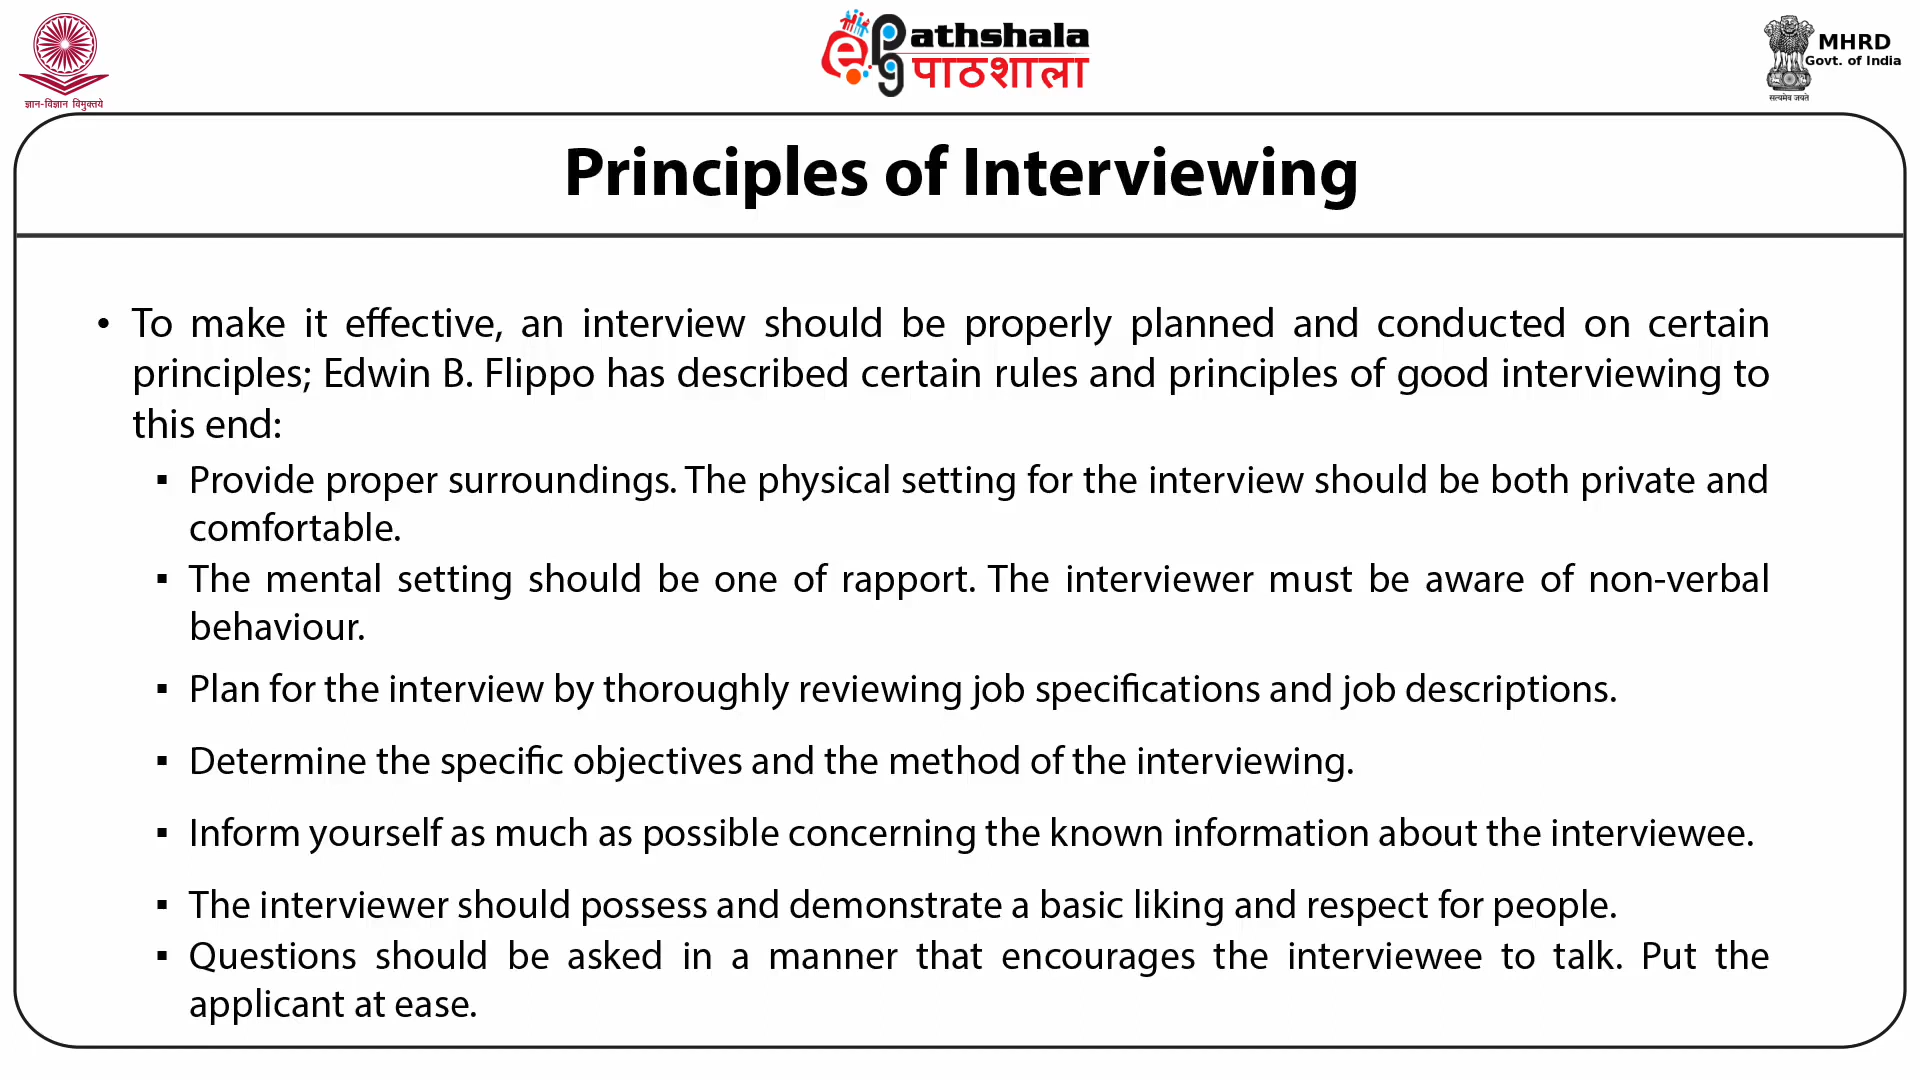 ज्ञान-विज्ञान विमुक्तये
ePathshala
पाठशाला
MHRD
Govt. of India
सत्यमेव जयते
Principles of Interviewing
• To make it effective, an interview should be properly planned and conducted on certain
principles; Edwin B. Flippo has described certain rules and principles of good interviewing to
this end:
▪ Provide proper surroundings. The physical setting for the interview should be both private and
comfortable.
▪ The mental setting should be one of rapport. The interviewer must be aware of non-verbal
behaviour.
▪ Plan for the interview by thoroughly reviewing job specifications and job descriptions.
▪ Determine the specific objectives and the method of the interviewing.
▪ Inform yourself as much as possible concerning the known information about the interviewee.
▪ The interviewer should possess and demonstrate a basic liking and respect for people.
▪ Questions should be asked in a manner that encourages the interviewee to talk. Put the
applicant at ease.